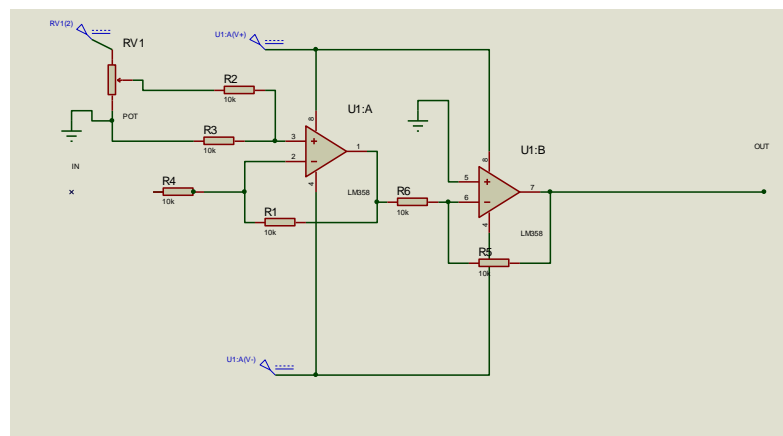 RV1(2)
RV1
U1:A(V+)
R2
10k
U1:A
POT
R3
10k
8
3
2
1
4
LM358
U1:B
OUT
IN
R4
10k
R1
10k
R6
10k
8
5
6
7
4
LM358
R5
10k
U1:A(V-)